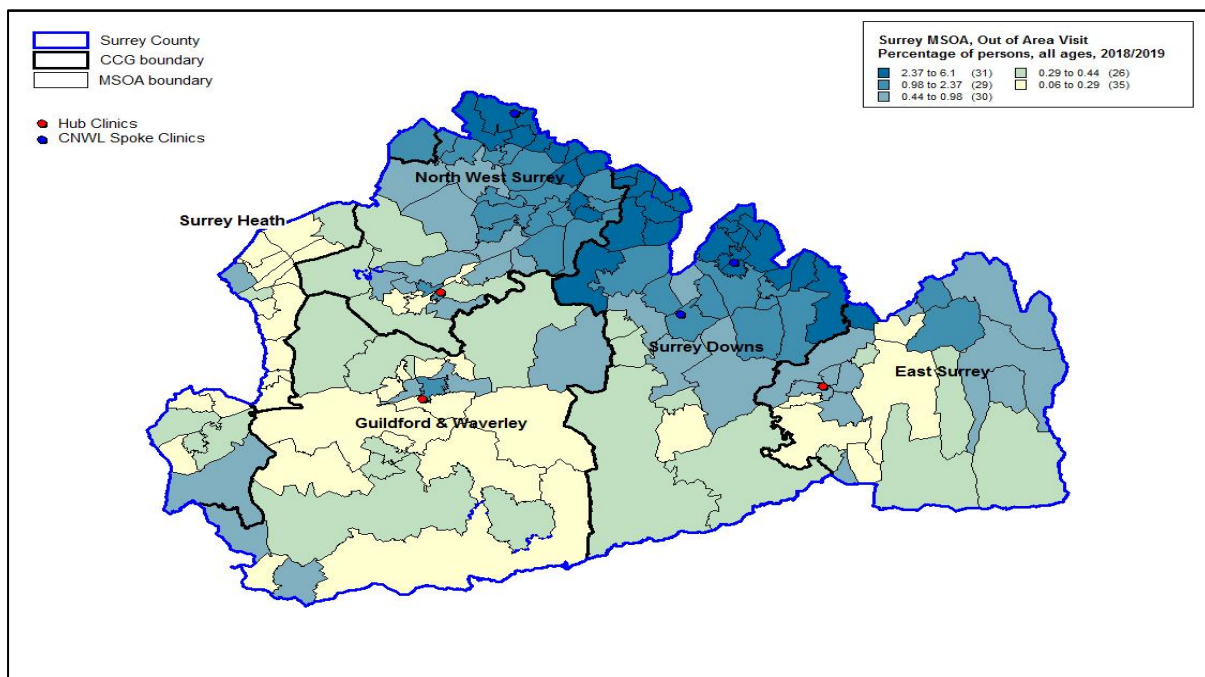 Surrey County
CCG boundary
MSOA boundary
Hub Clinics
CNWL Spoke Clinics
Surrey MSOA, Out of Area Visit
Percentage of persons, all ages, 2018/2019
2.37 to 6.1 (31) 0.29 to 0.44 (26)
0.98 to 2.37 (29) 0.06 to 0.29 (35)
0.44 to 0.98 (30)
North West Surrey
Surrey Heath
Surrey Downs
East Surrey
Guildford & Waverley